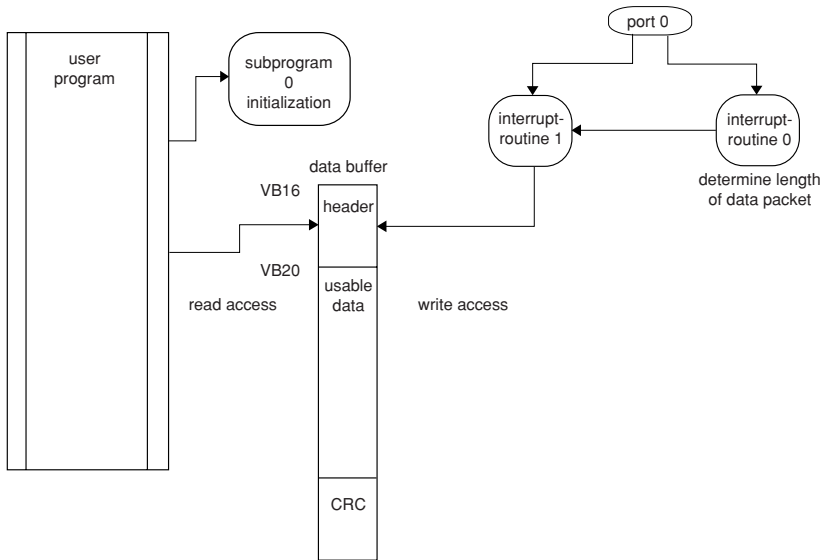 user
program
subprogram
0
initialization
port 0
interrupt-
routine 1
interrupt-
routine 0
determine length
of data packet
data buffer
VB16
header
VB20
usable
data
read access
write access
CRC